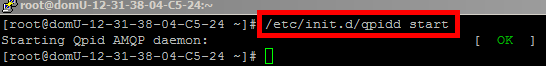 root@domU-12-31-38-04-C5-24:~
[root@domU-12-31-38-04-C5-24 ~]# /etc/init.d/qpidd start
Starting Qpid AMQP daemon: [ OK ]
[root@domU-12-31-38-04-C5-24 ~]#